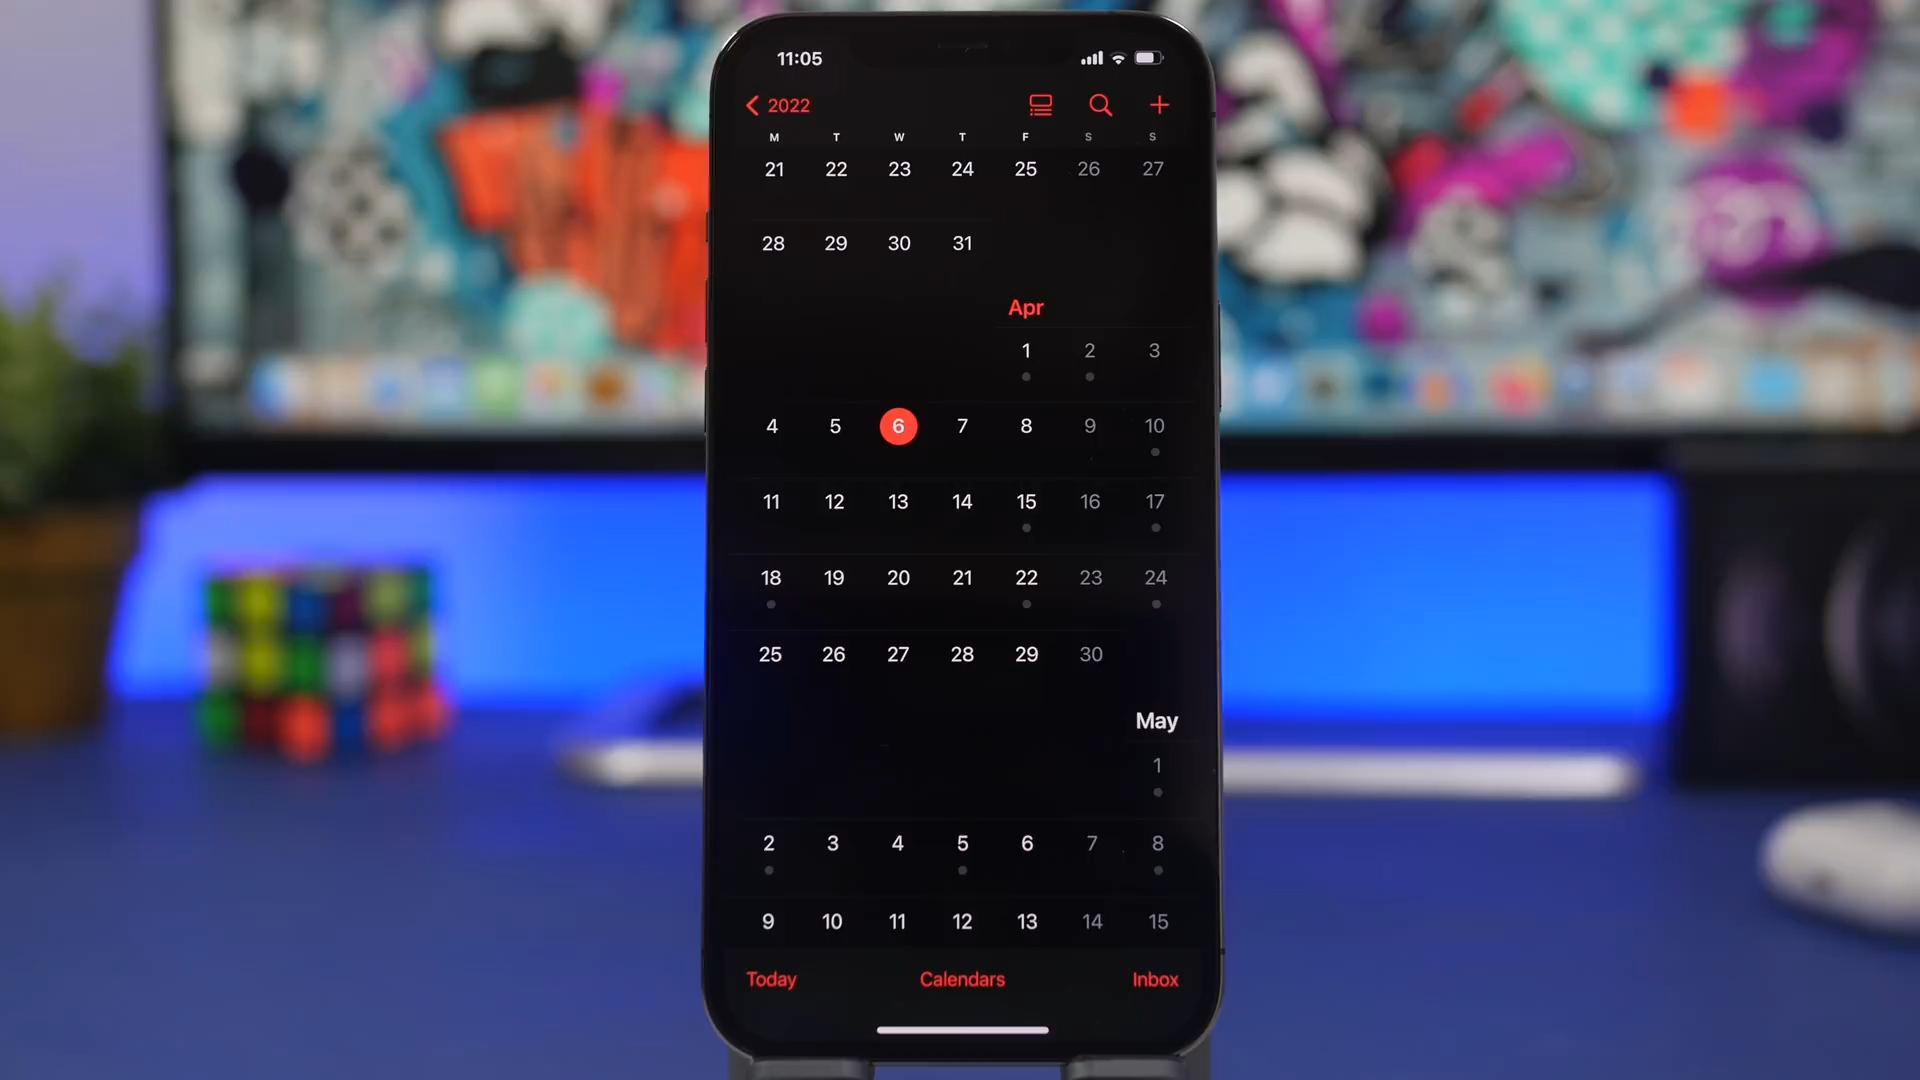 11:05
2022
M T W T F S S
21 22 23 24 25 26 27
28 29 30 31
Apr
1 2 3
4 5 6 7 8 9 10
11 12 13 14 15 16 17
18 19 20 21 22 23 24
25 26 27 28 29 30
May
1
2 3 4 5 6 7 8
9 10 11 12 13 14 15
Today Calendars Inbox